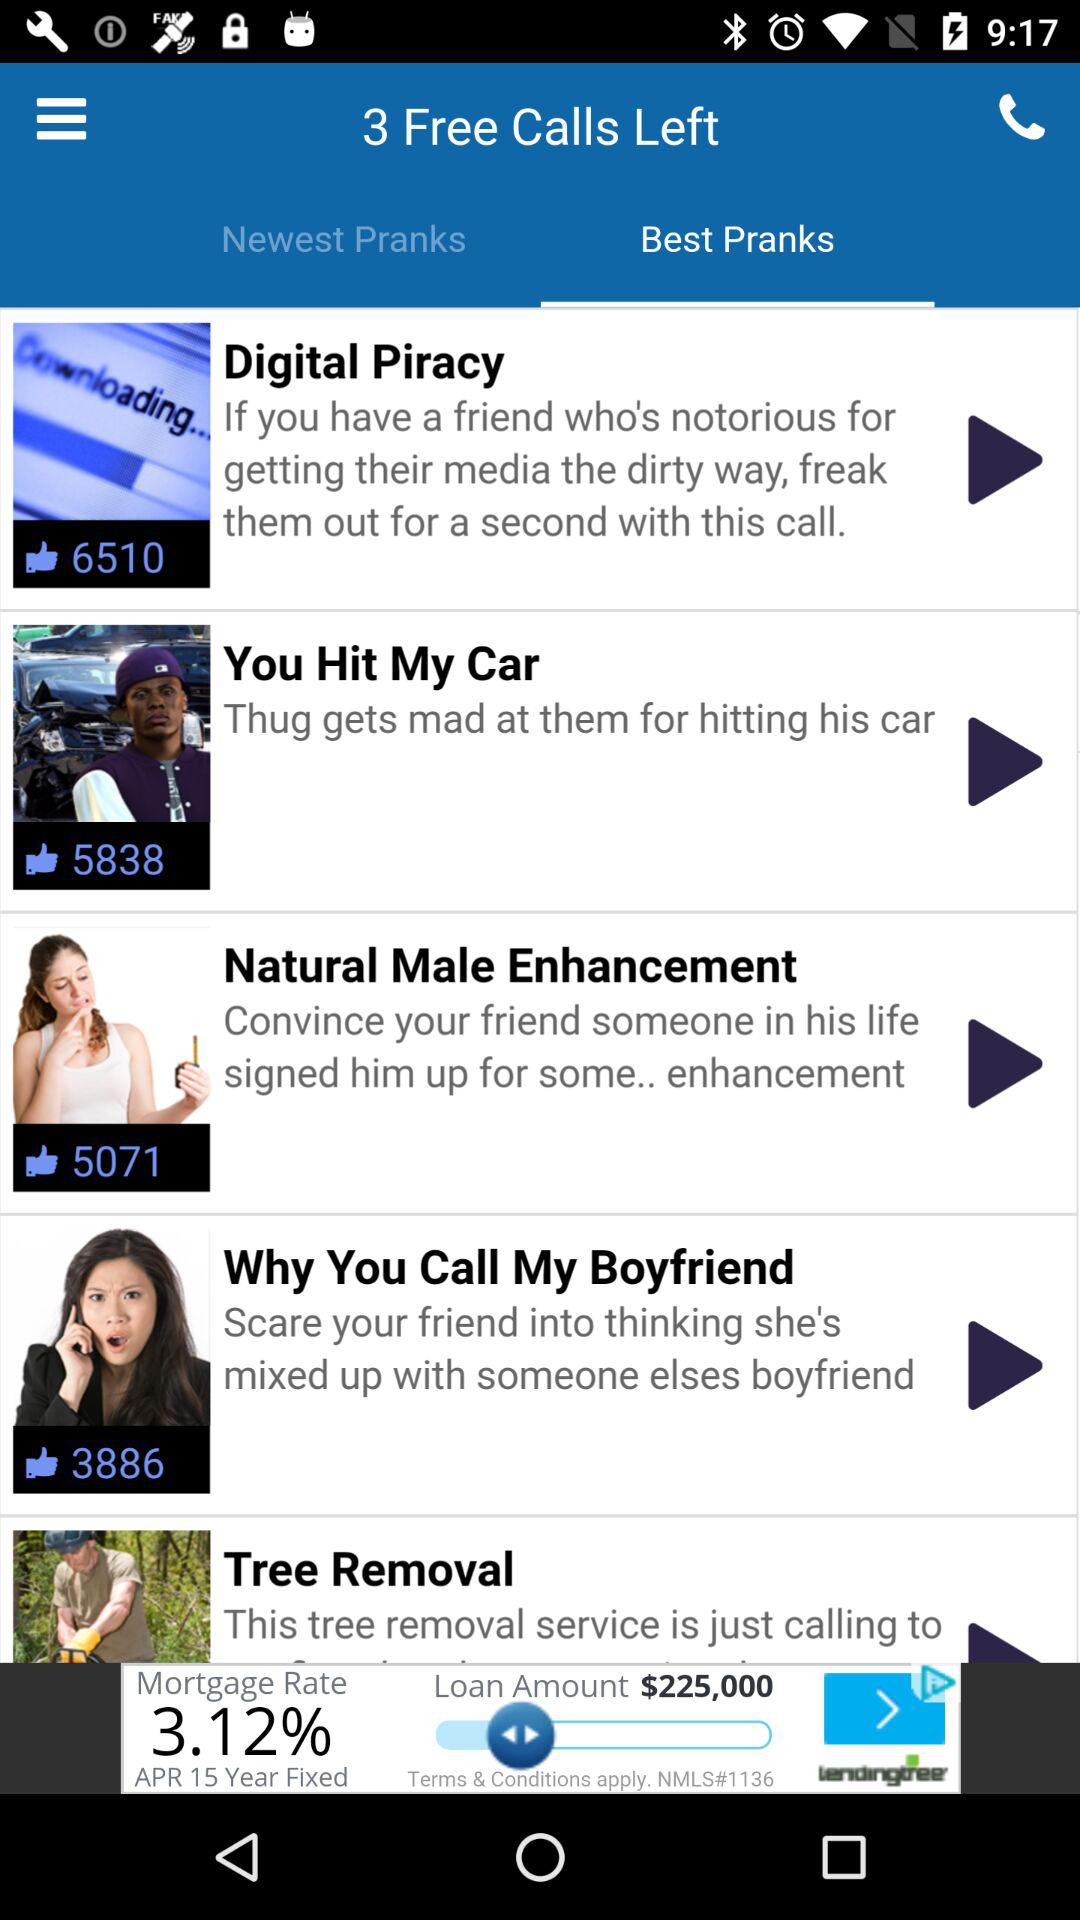 FAKE
9:17
3 Free Calls Left
Newest Pranks
Best Pranks
Downloading...
Digital Piracy
If you have a friend who's notorious for
getting their media the dirty way, freak
them out for a second with this call.
6510
You Hit My Car
Thug gets mad at them for hitting his car
5838
Natural Male Enhancement
Convince your friend someone in his life
signed him up for some.. enhancement
5071
Why You Call My Boyfriend
Scare your friend into thinking she's
mixed up with someone elses boyfriend
3886
Tree Removal
This tree removal service is just calling to
Mortgage Rate
3.12%
APR 15 Year Fixed
Loan Amount $225,000
Terms & Conditions apply. NMLS#1136
lendingtree